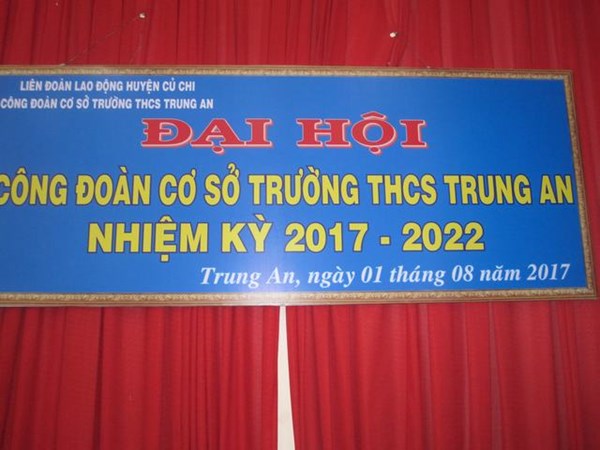 LIÊN ĐOÀN LAO ĐỘNG HUYỆN CỦ CHI
CÔNG ĐOÀN CƠ SỞ TRƯỜNG THCS TRUNG AN
ĐẠI HỘI
CÔNG ĐOÀN CƠ SỞ TRƯỜNG THCS TRUNG AN
NHIỆM KỲ 2017 - 2022
Trung An, ngày 01 tháng 08 năm 2017